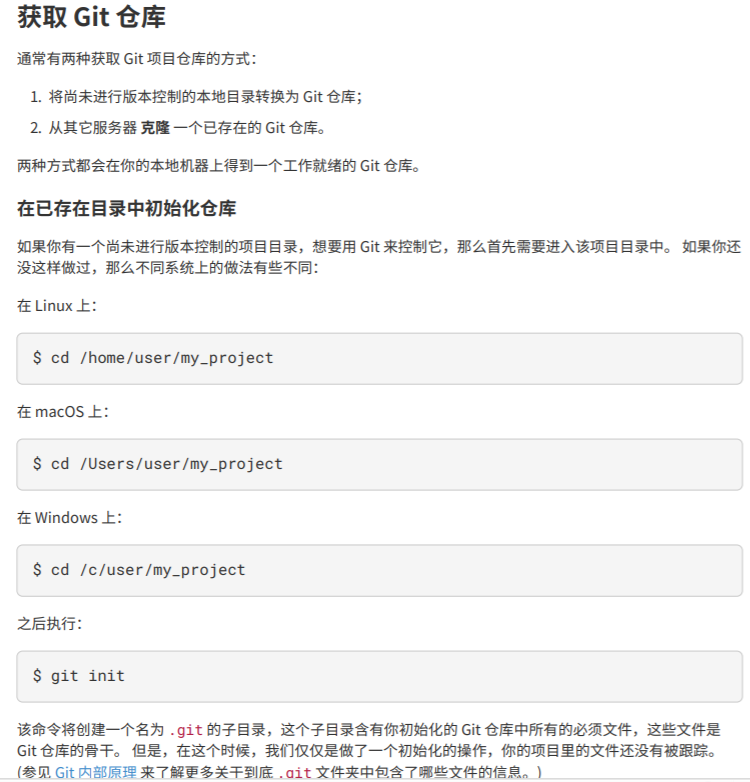 获取 Git 仓库
通常有两种获取 Git 项目仓库的方式：
1. 将尚未进行版本控制的本地目录转换为 Git 仓库；
2. 从其它服务器 克隆 一个已存在的 Git 仓库。
两种方式都会在你的本地机器上得到一个工作就绪的 Git 仓库。
在已存在目录中初始化仓库
如果你有一个尚未进行版本控制的项目目录，想要用 Git 来控制它，那么首先需要进入该项目目录中。 如果你还
没这样做过，那么不同系统上的做法有些不同：
在 Linux 上：
$ cd /home/user/my_project
在 macOS 上：
$ cd /Users/user/my_project
在 Windows 上：
$ cd /c/user/my_project
之后执行：
$ git init
该命令将创建一个名为 .git 的子目录，这个子目录含有你初始化的 Git 仓库中所有的必须文件，这些文件是
Git 仓库的骨干。 但是，在这个时候，我们仅仅是做了一个初始化的操作，你的项目里的文件还没有被跟踪。
(参见 Git 内部原理 来了解更多关于到底 .git 文件夹中包含了哪些文件的信息。)